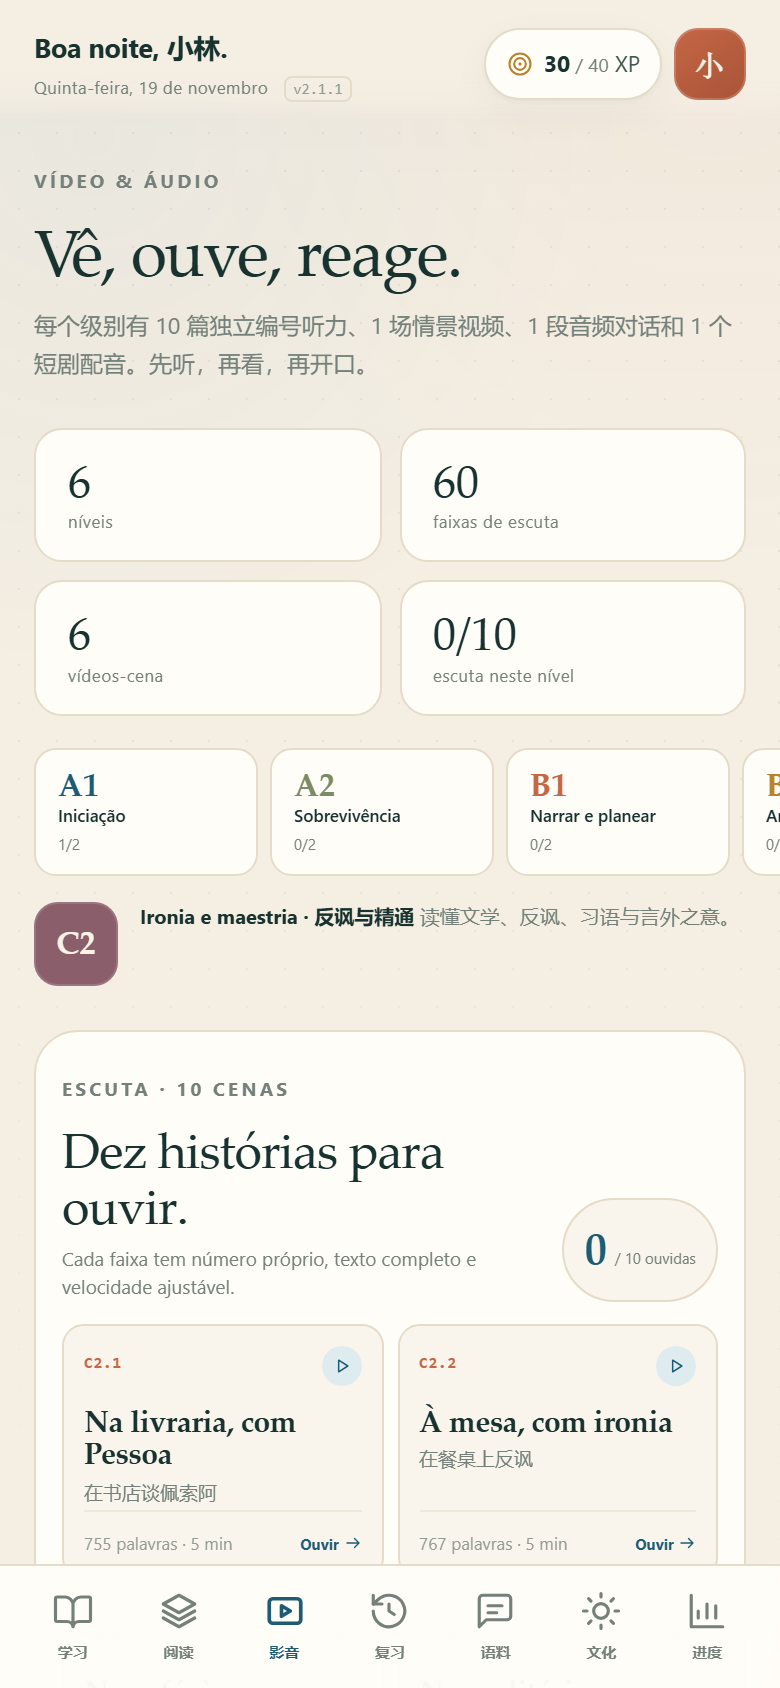 Boa noite, 小林.
30 / 40 XP
小
Quinta-feira, 19 de novembro v2.1.1
VÍDEO & ÁUDIO
Vê, ouve, reage.
每个级别有 10 篇独立编号听力、1 场情景视频、1 段音频对话和 1 个
短剧配音。先听，再看，再开口。
6
níveis
60
faixas de escuta
6
vídeos-cena
0/10
escuta neste nível
A1
Iniciação
1/2
A2
Sobrevivência
0/2
B1
Narrar e planear
0/2
C2
Ironia e maestria · 反讽与精通 读懂文学、反讽、习语与言外之意。
ESCUTA · 10 CENAS
Dez histórias para
ouvir.
Cada faixa tem número próprio, texto completo e
velocidade ajustável.
0 / 10 ouvidas
C2.1
Na livraria, com
Pessoa
在书店谈佩索阿
755 palavras · 5 min Ouvir →
C2.2
À mesa, com ironia
在餐桌上反讽
767 palavras · 5 min Ouvir →
学习 阅读 影音 复习 语料 文化 进度